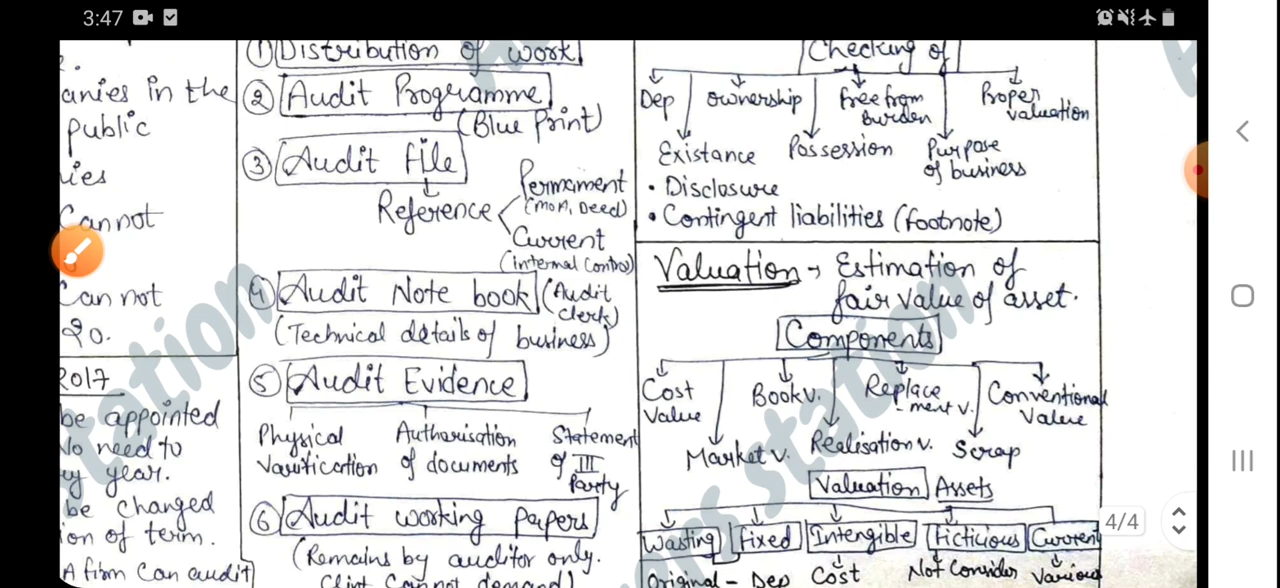 3:47
anies in the
public
ies
Cannot
Can not
20.
2017
be appointed
No need to
y year.
be changed
ion of term.
A firm Can audit
① Distribution of work
② Audit Programme
(Blue Print)
③ Audit file
Reference
Permament
(MOA, Deed)
Current
(internal Control)
④ Audit Note book (Audit clerk)
(Technical details of business)
⑤ Audit Evidence
Physical Varification
Autharisation of documents
Statement of III Party
⑥ Audit working papers
(Remains by auditor only.
Checking of
Dep
ownership
free from Burden
Proper valuation
Existance
Possession
Purpose of business
• Disclosure
• Contingent liabilities (footnote)
Valuation → Estimation of
fair value of asset.
Components
Cost Value
Book v.
Replacement v.
Conventional Value
Market v.
Realisation v.
Scrap
Valuation Assets
Wasting
fixed
Intengible
Ficticious
Current
Original - Dep
Cost
Not Consider
Various
4/4
station